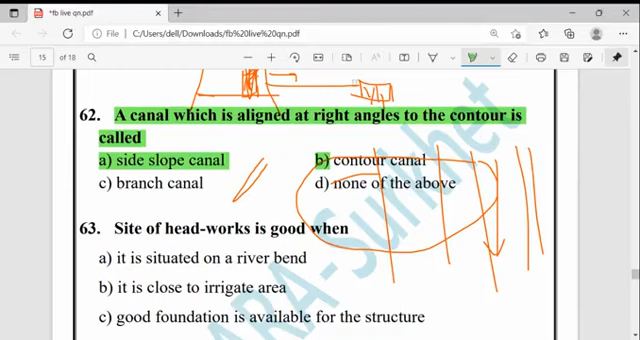 *fb live qn.pdf
File
C:/Users/dell/Downloads/fb%20live%20qn.pdf
15 of 18
62. A canal which is aligned at right angles to the contour is
called
a) side slope canal b) contour canal
c) branch canal d) none of the above
63. Site of head-works is good when
a) it is situated on a river bend
b) it is close to irrigate area
c) good foundation is available for the structure
ARA-Surkhet